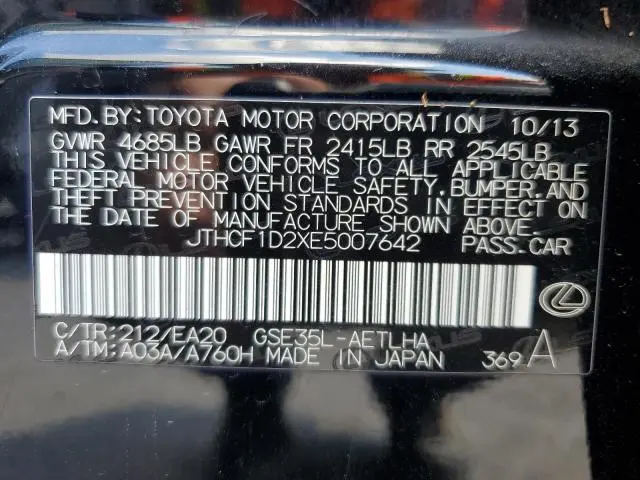 MFD.BY:TOYOTA MOTOR CORPORATION 10/13
GVWR 4685LB GAWR FR 2415LB RR 2545LB
THIS VEHICLE CONFORMS TO ALL APPLICABLE
FEDERAL MOTOR VEHICLE SAFETY,BUMPER,AND
THEFT PREVENTION STANDARDS IN EFFECT ON
THE DATE OF MANUFACTURE SHOWN ABOVE.
JTHCF1D2XE5007642 PASS.CAR
C/TR:212/EA20 GSE35L-AETLHA
A/TM:A03A/A760H MADE IN JAPAN 369 A